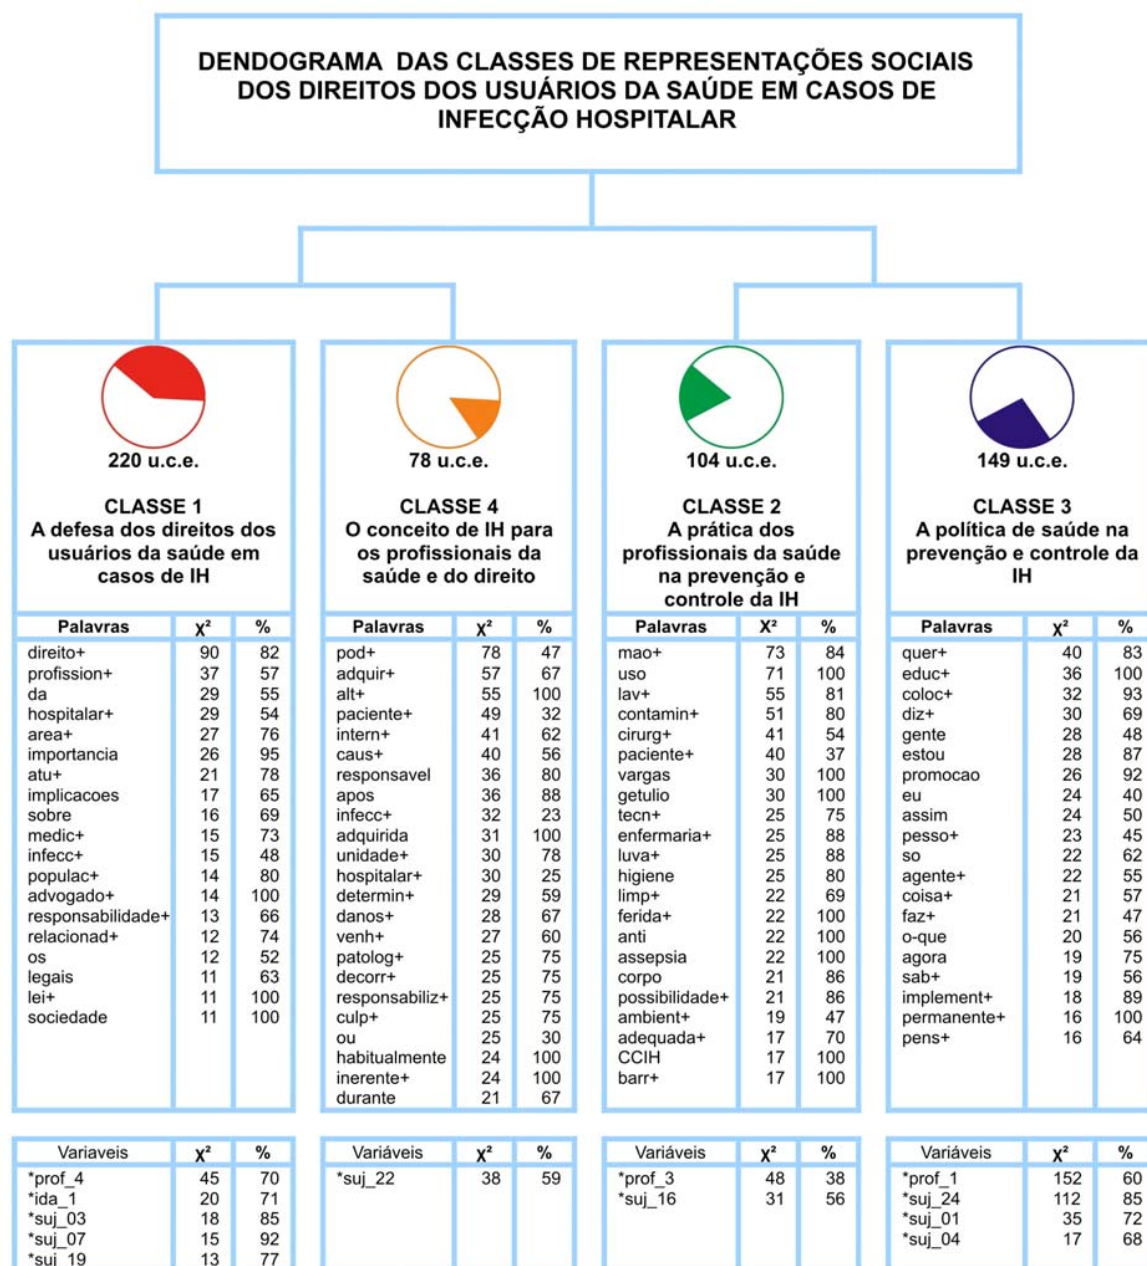 DENDOGRAMA DAS CLASSES DE REPRESENTAÇÕES SOCIAIS
DOS DIREITOS DOS USUÁRIOS DA SAÚDE EM CASOS DE
INFECÇÃO HOSPITALAR
220 u.c.e.
CLASSE 1
A defesa dos direitos dos
usuários da saúde em
casos de IH
Palavras χ² %
direito+ 90 82
profission+ 37 57
da 29 55
hospitalar+ 29 54
area+ 27 76
importancia 26 95
atu+ 21 78
implicacoes 17 65
sobre 16 69
medic+ 15 73
infecc+ 15 48
populac+ 14 80
advogado+ 14 100
responsabilidade+ 13 66
relacionad+ 12 74
os 12 52
legais 11 63
lei+ 11 100
sociedade 11 100
Variaveis χ² %
*prof_4 45 70
*ida_1 20 71
*suj_03 18 85
*suj_07 15 92
*suj_19 13 77
78 u.c.e.
CLASSE 4
O conceito de IH para
os profissionais da
saúde e do direito
Palavras χ² %
pod+ 78 47
adquir+ 57 67
alt+ 55 100
paciente+ 49 32
intern+ 41 62
caus+ 40 56
responsavel 36 80
apos 36 88
infecc+ 32 23
adquirida 31 100
unidade+ 30 78
hospitalar+ 30 25
determin+ 29 59
danos+ 28 67
venh+ 27 60
patolog+ 25 75
decorr+ 25 75
responsabiliz+ 25 75
culp+ 25 75
ou 25 30
habitualmente 24 100
inerente+ 24 100
durante 21 67
Variáveis χ² %
*suj_22 38 59
104 u.c.e.
CLASSE 2
A prática dos
profissionais da saúde
na prevenção e
controle da IH
Palavras X² %
mao+ 73 84
uso 71 100
lav+ 55 81
contamin+ 51 80
cirurg+ 41 54
paciente+ 40 37
vargas 30 100
getulio 30 100
tecn+ 25 75
enfermaria+ 25 88
luva+ 25 88
higiene 25 80
limp+ 22 69
ferida+ 22 100
anti 22 100
assepsia 22 100
corpo 21 86
possibilidade+ 21 86
ambient+ 19 47
adequada+ 17 70
CCIH 17 100
barr+ 17 100
Variáveis χ² %
*prof_3 48 38
*suj_16 31 56
149 u.c.e.
CLASSE 3
A política de saúde na
prevenção e controle da
IH
Palavras χ² %
quer+ 40 83
educ+ 36 100
coloc+ 32 93
diz+ 30 69
gente 28 48
estou 28 87
promocao 26 92
eu 24 40
assim 24 50
pesso+ 23 45
so 22 62
agente+ 22 55
coisa+ 21 57
faz+ 21 47
o-que 20 56
agora 19 75
sab+ 19 56
implement+ 18 89
permanente+ 16 100
pens+ 16 64
Variáveis χ² %
*prof_1 152 60
*suj_24 112 85
*suj_01 35 72
*suj_04 17 68